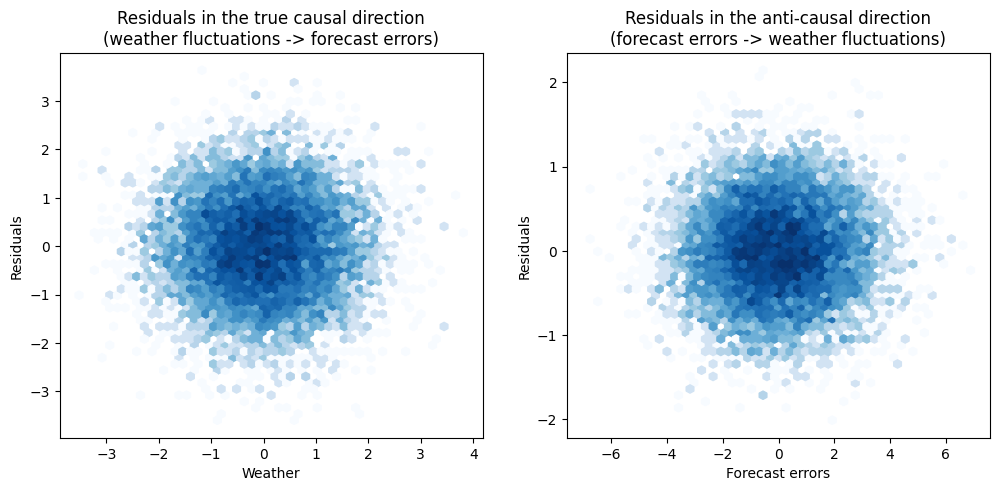 Residuals in the true causal direction
(weather fluctuations -> forecast errors)
3
2
1
0
−1
−2
−3
Residuals
−3 −2 −1 0 1 2 3 4
Weather
Residuals in the anti-causal direction
(forecast errors -> weather fluctuations)
2
1
0
−1
−2
Residuals
−6 −4 −2 0 2 4 6
Forecast errors